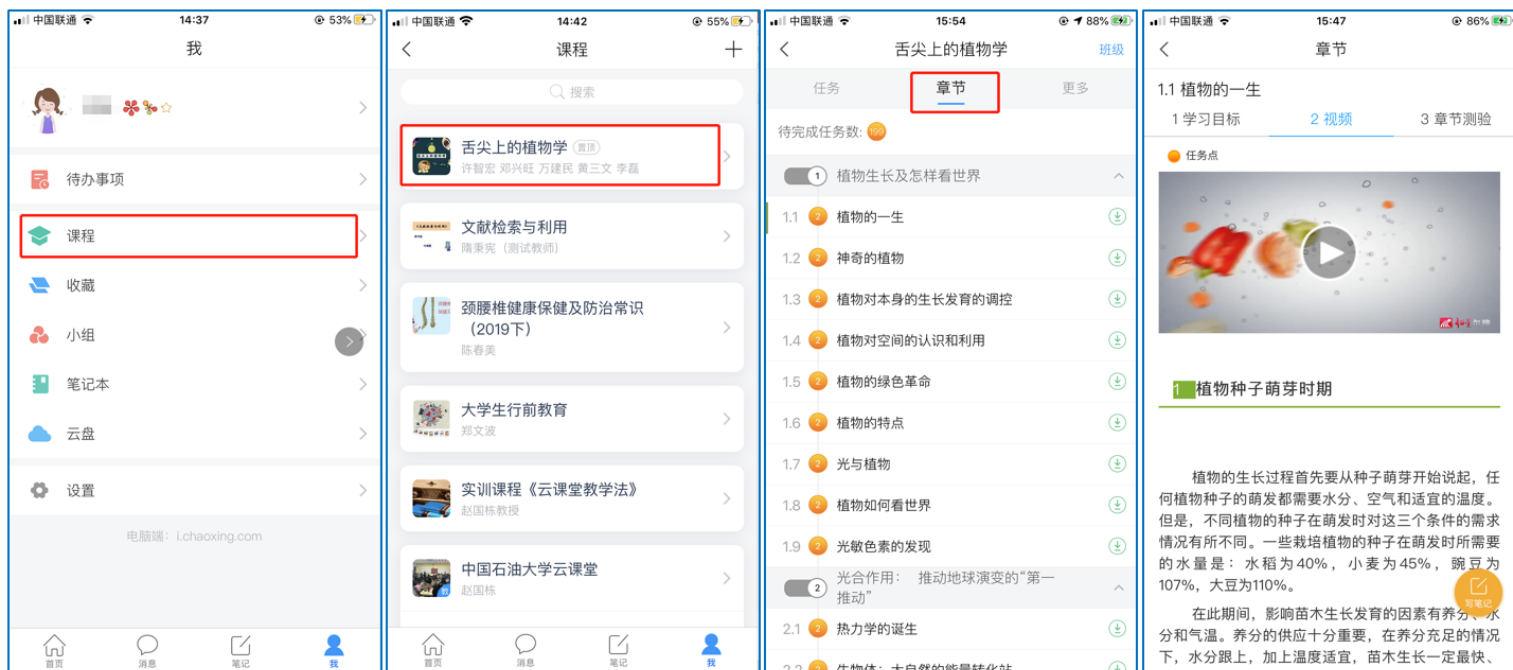 中国联通
14:37
53%
我
待办事项
课程
收藏
小组
笔记本
云盘
设置
电脑端：i.chaoxing.com
首页
消息
笔记
我
中国联通
14:42
55%
课程
搜索
舌尖上的植物学 置顶
许智宏 邓兴旺 万建民 黄三文 李磊
文献检索与利用
隋秉宪（测试教师）
颈腰椎健康保健及防治常识
（2019下）
陈春美
大学生行前教育
郑文波
实训课程《云课堂教学法》
赵国栋教授
中国石油大学云课堂
赵国栋
首页
消息
笔记
我
中国联通
15:54
88%
舌尖上的植物学
班级
任务
章节
更多
待完成任务数: 199
1 植物生长及怎样看世界
1.1 2 植物的一生
1.2 2 神奇的植物
1.3 2 植物对本身的生长发育的调控
1.4 2 植物对空间的认识和利用
1.5 2 植物的绿色革命
1.6 2 植物的特点
1.7 2 光与植物
1.8 2 植物如何看世界
1.9 2 光敏色素的发现
2 光合作用： 推动地球演变的“第一
推动”
2.1 2 热力学的诞生
2.2 2 生物体：大自然的能量转化站
中国联通
15:47
86%
章节
1.1 植物的一生
1 学习目标
2 视频
3 章节测验
任务点
1 植物种子萌芽时期
植物的生长过程首先要从种子萌芽开始说起，任
何植物种子的萌发都需要水分、空气和适宜的温度。
但是，不同植物的种子在萌发时对这三个条件的需求
情况有所不同。一些栽培植物的种子在萌发时所需要
的水量是：水稻为40%，小麦为45%，豌豆为
107%，大豆为110%。
写笔记
在此期间，影响苗木生长发育的因素有养分、水
分和气温。养分的供应十分重要，在养分充足的情况
下，水分跟上，加上温度适宜，苗木生长一定最快、